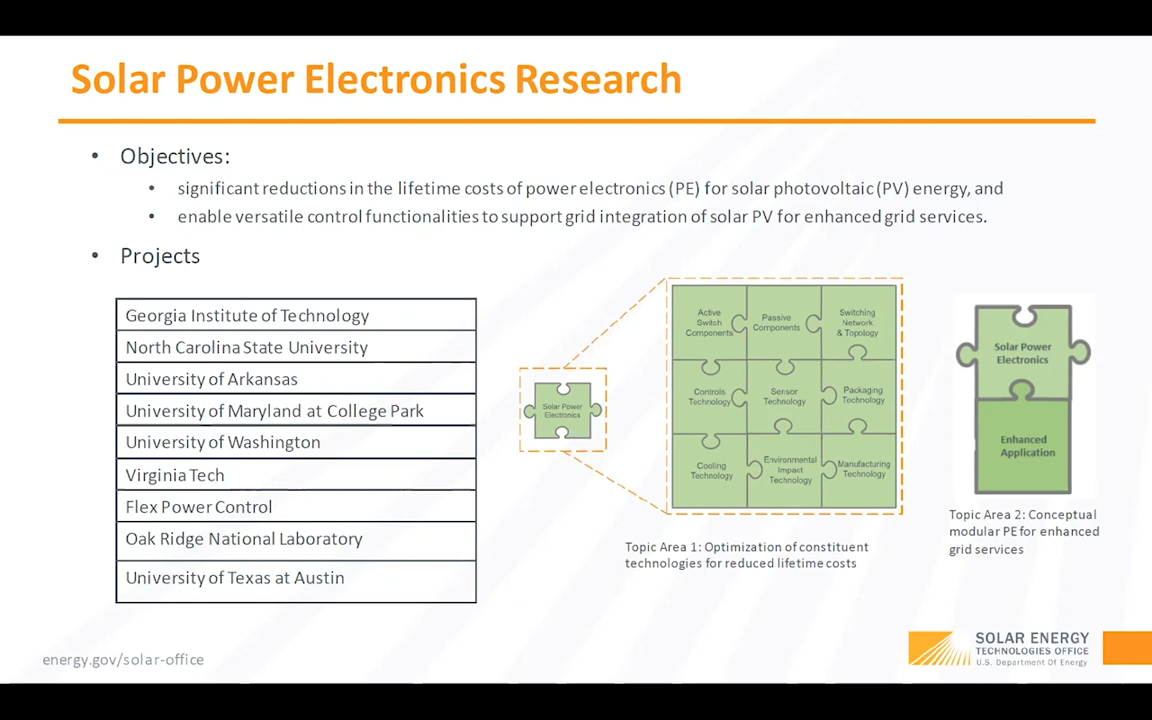 Solar Power Electronics Research
• Objectives:
• significant reductions in the lifetime costs of power electronics (PE) for solar photovoltaic (PV) energy, and
• enable versatile control functionalities to support grid integration of solar PV for enhanced grid services.
• Projects
Georgia Institute of Technology
North Carolina State University
University of Arkansas
University of Maryland at College Park
University of Washington
Virginia Tech
Flex Power Control
Oak Ridge National Laboratory
University of Texas at Austin
Solar Power
Electronics
Active
Switch
Components
Passive
Components
Switching
Network
& Topology
Controls
Technology
Sensor
Technology
Packaging
Technology
Cooling
Technology
Environmental
Impact
Technology
Manufacturing
Technology
Topic Area 1: Optimization of constituent
technologies for reduced lifetime costs
Solar Power
Electronics
Enhanced
Application
Topic Area 2: Conceptual
modular PE for enhanced
grid services
energy.gov/solar-office
SOLAR ENERGY
TECHNOLOGIES OFFICE
U.S. Department Of Energy